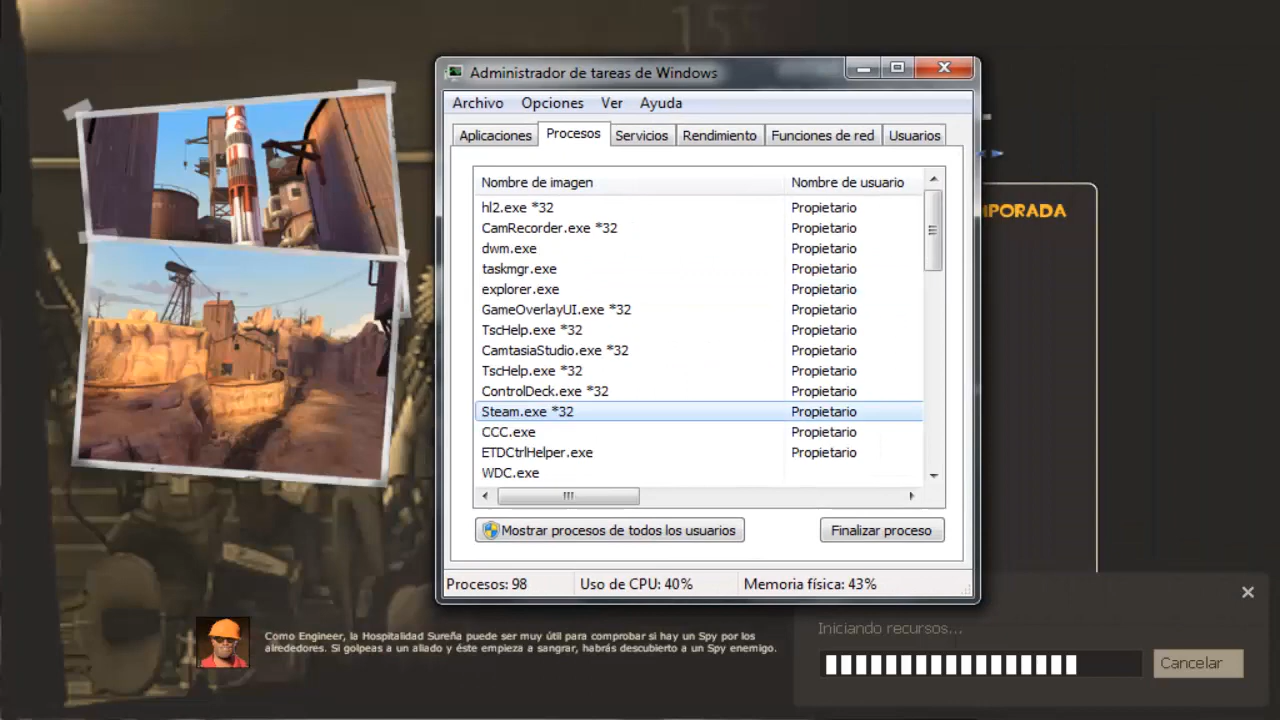 155
Administrador de tareas de Windows
Archivo Opciones Ver Ayuda
Aplicaciones Procesos Servicios Rendimiento Funciones de red Usuarios
Nombre de imagen Nombre de usuario
hl2.exe *32 Propietario
CamRecorder.exe *32 Propietario
dwm.exe Propietario
taskmgr.exe Propietario
explorer.exe Propietario
GameOverlayUI.exe *32 Propietario
TscHelp.exe *32 Propietario
CamtasiaStudio.exe *32 Propietario
TscHelp.exe *32 Propietario
ControlDeck.exe *32 Propietario
Steam.exe *32 Propietario
CCC.exe Propietario
ETDCtrlHelper.exe Propietario
WDC.exe
Mostrar procesos de todos los usuarios Finalizar proceso
Procesos: 98 Uso de CPU: 40% Memoria física: 43%
MPORADA
Como Engineer, la Hospitalidad Sureña puede ser muy útil para comprobar si hay un Spy por los
alrededores. Si golpeas a un aliado y éste empieza a sangrar, habrás descubierto a un Spy enemigo.
Iniciando recursos...
Cancelar